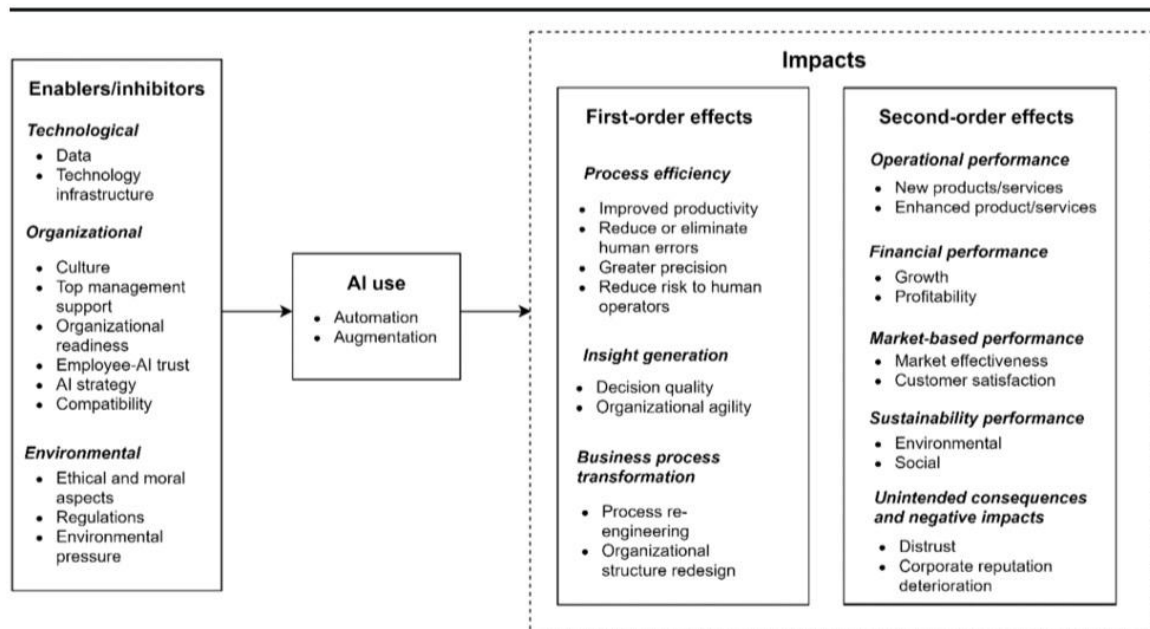 Enablers/inhibitors
Technological
• Data
• Technology
infrastructure
Organizational
• Culture
• Top management
support
• Organizational
readiness
• Employee-AI trust
• AI strategy
• Compatibility
Environmental
• Ethical and moral
aspects
• Regulations
• Environmental
pressure
AI use
• Automation
• Augmentation
Impacts
First-order effects
Process efficiency
• Improved productivity
• Reduce or eliminate
human errors
• Greater precision
• Reduce risk to human
operators
Insight generation
• Decision quality
• Organizational agility
Business process
transformation
• Process re-
engineering
• Organizational
structure redesign
Second-order effects
Operational performance
• New products/services
• Enhanced product/services
Financial performance
• Growth
• Profitability
Market-based performance
• Market effectiveness
• Customer satisfaction
Sustainability performance
• Environmental
• Social
Unintended consequences
and negative impacts
• Distrust
• Corporate reputation
deterioration